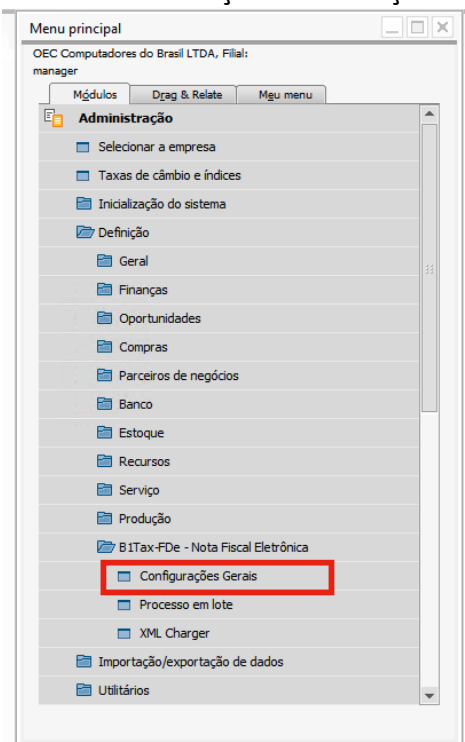 Menu principal
OEC Computadores do Brasil LTDA, Filial:
manager
Módulos Drag & Relate Meu menu
Administração
Selecionar a empresa
Taxas de câmbio e índices
Inicialização do sistema
Definição
Geral
Finanças
Oportunidades
Compras
Parceiros de negócios
Banco
Estoque
Recursos
Serviço
Produção
B1Tax-FDe - Nota Fiscal Eletrônica
Configurações Gerais
Processo em lote
XML Charger
Importação/exportação de dados
Utilitários